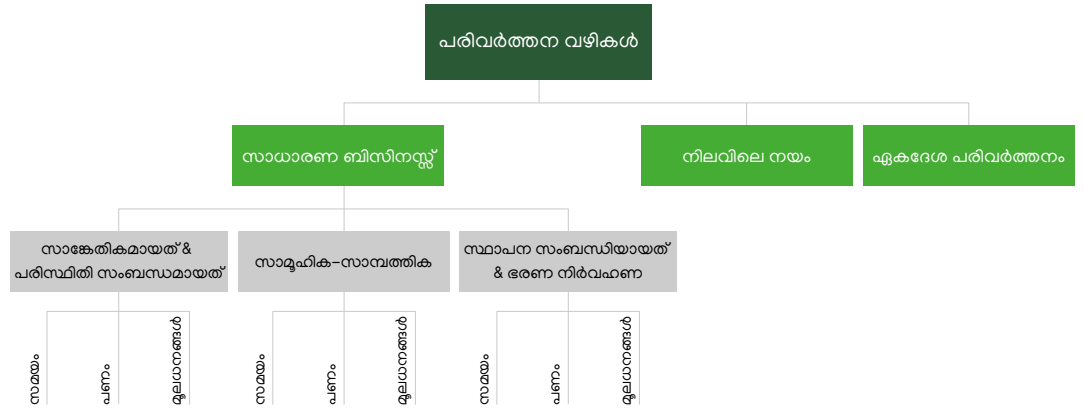 പരിവർത്തന വഴികൾ
സാധാരണ ബിസിനസ്സ്
നിലവിലെ നയം
ഏകദേശ പരിവർത്തനം
സാങ്കേതികമായത് &
പരിസ്ഥിതി സംബന്ധമായത്
സാമൂഹിക-സാമ്പത്തിക
സ്ഥാപന സംബന്ധിയായത്
& ഭരണ നിർവഹണ
സമയം
പണം
മൂലധനങ്ങൾ
സമയം
പണം
മൂലധനങ്ങൾ
സമയം
പണം
മൂലധനങ്ങൾ